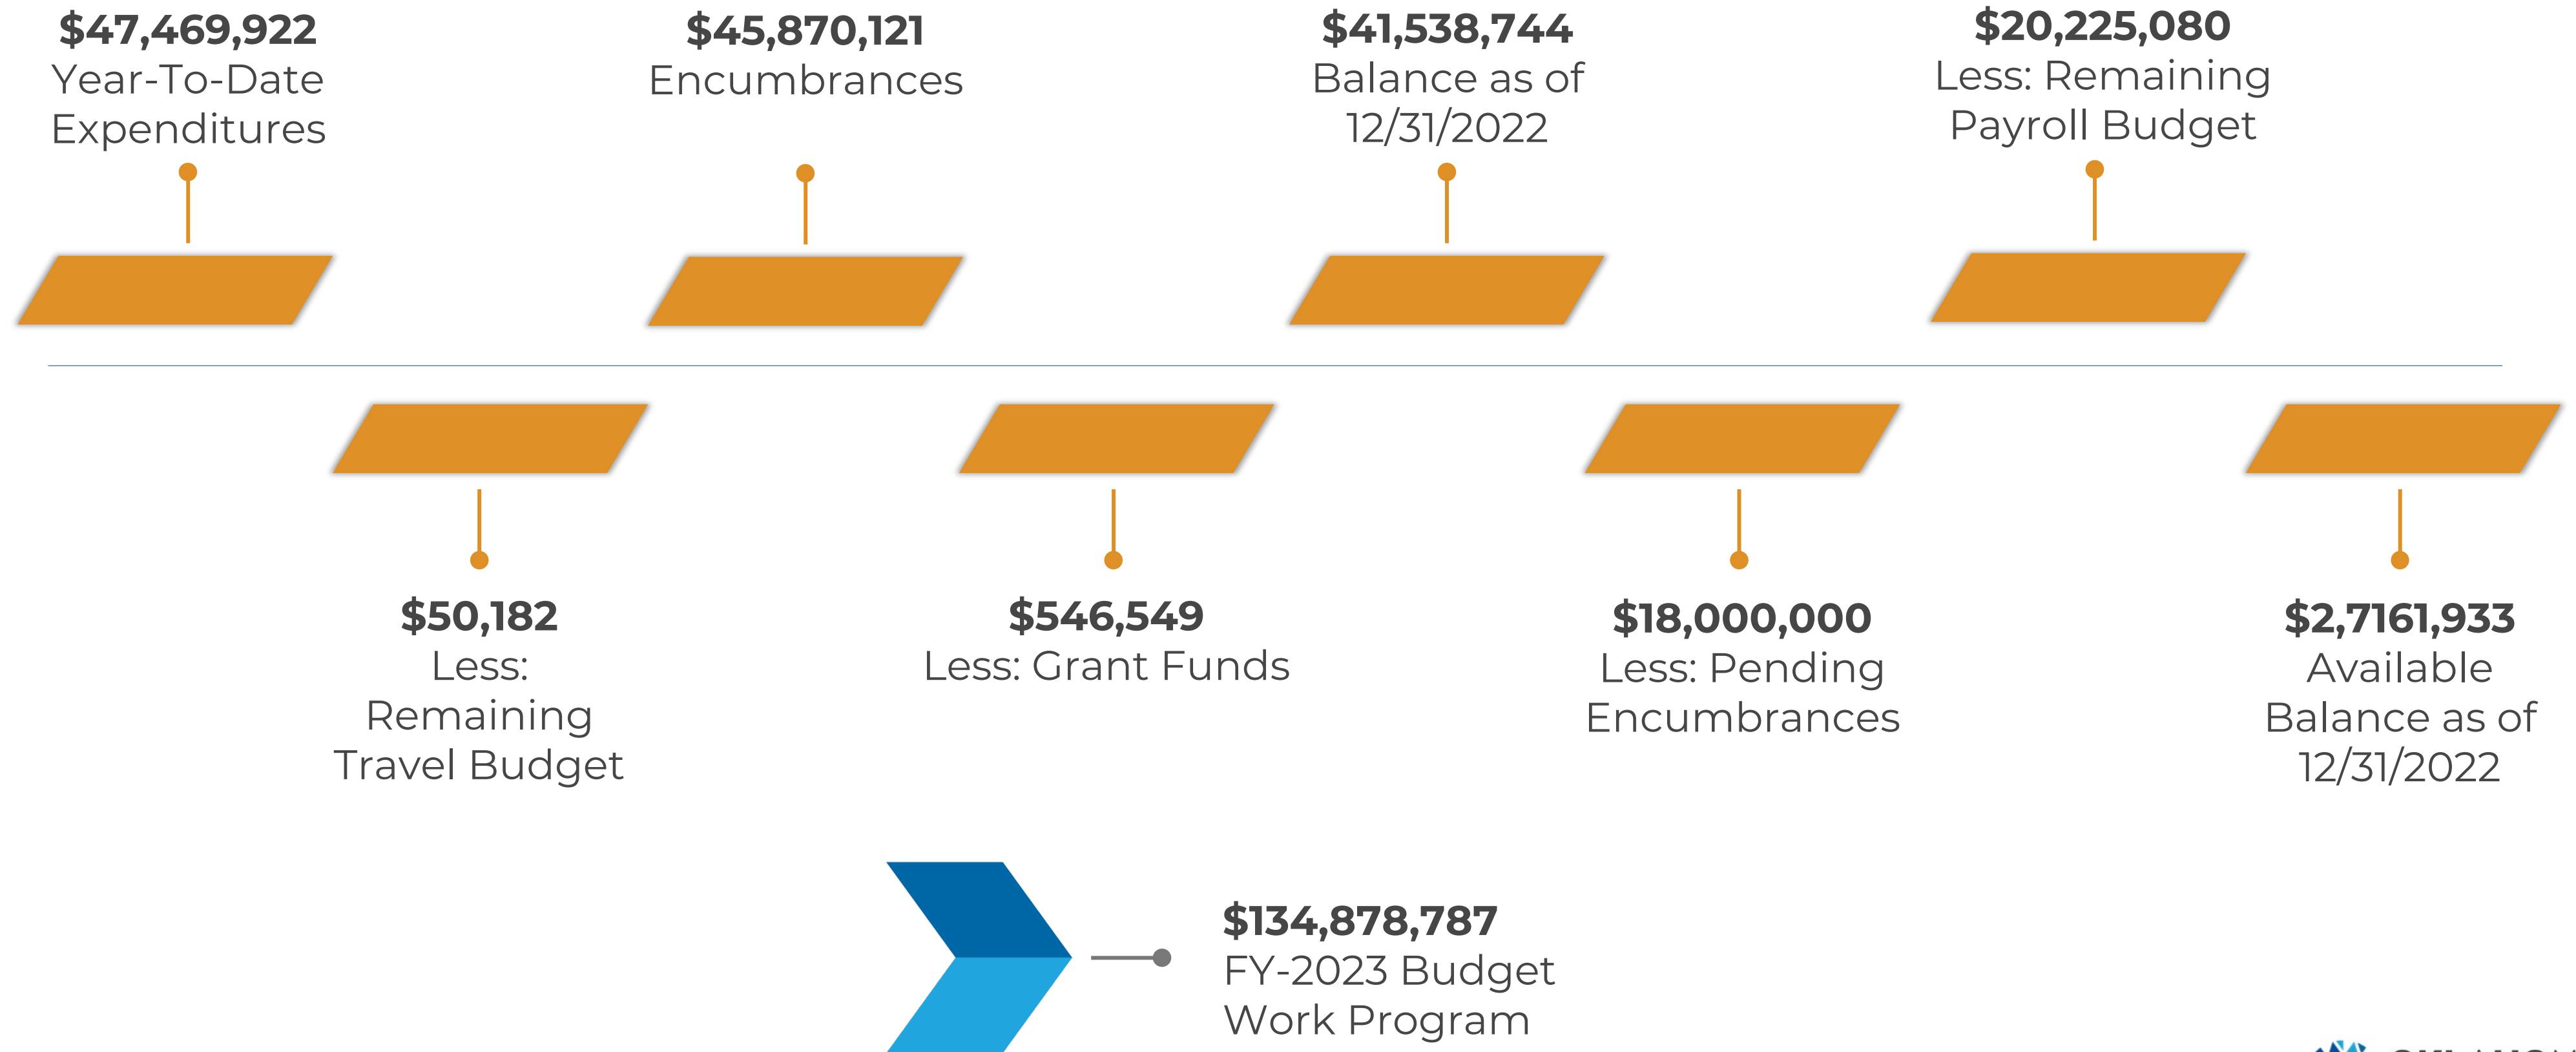 $47,469,922
Year-To-Date
Expenditures
$45,870,121
Encumbrances
$41,538,744
Balance as of
12/31/2022
$20,225,080
Less: Remaining
Payroll Budget
$50,182
Less:
Remaining
Travel Budget
$546,549
Less: Grant Funds
$18,000,000
Less: Pending
Encumbrances
$2,7161,933
Available
Balance as of
12/31/2022
$134,878,787
FY-2023 Budget
Work Program